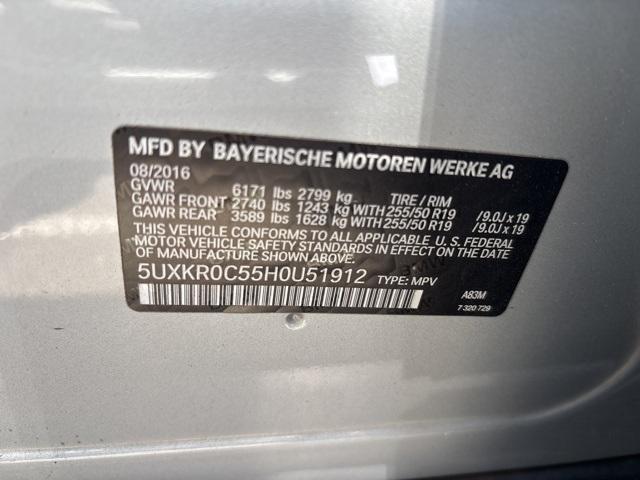 MFD BY BAYERISCHE MOTOREN WERKE AG
08/2016
GVWR 6171 lbs 2799 kg TIRE / RIM
GAWR FRONT 2740 lbs 1243 kg WITH 255/50 R19 / 9.0J x 19
GAWR REAR 3589 lbs 1628 kg WITH 255/50 R19 / 9.0J x 19
THIS VEHICLE CONFORMS TO ALL APPLICABLE U. S. FEDERAL
MOTOR VEHICLE SAFETY STANDARDS IN EFFECT ON THE DATE
OF MANUFACTURE SHOWN ABOVE.
5UXKR0C55H0U51912 TYPE: MPV
A83M
7 320 729